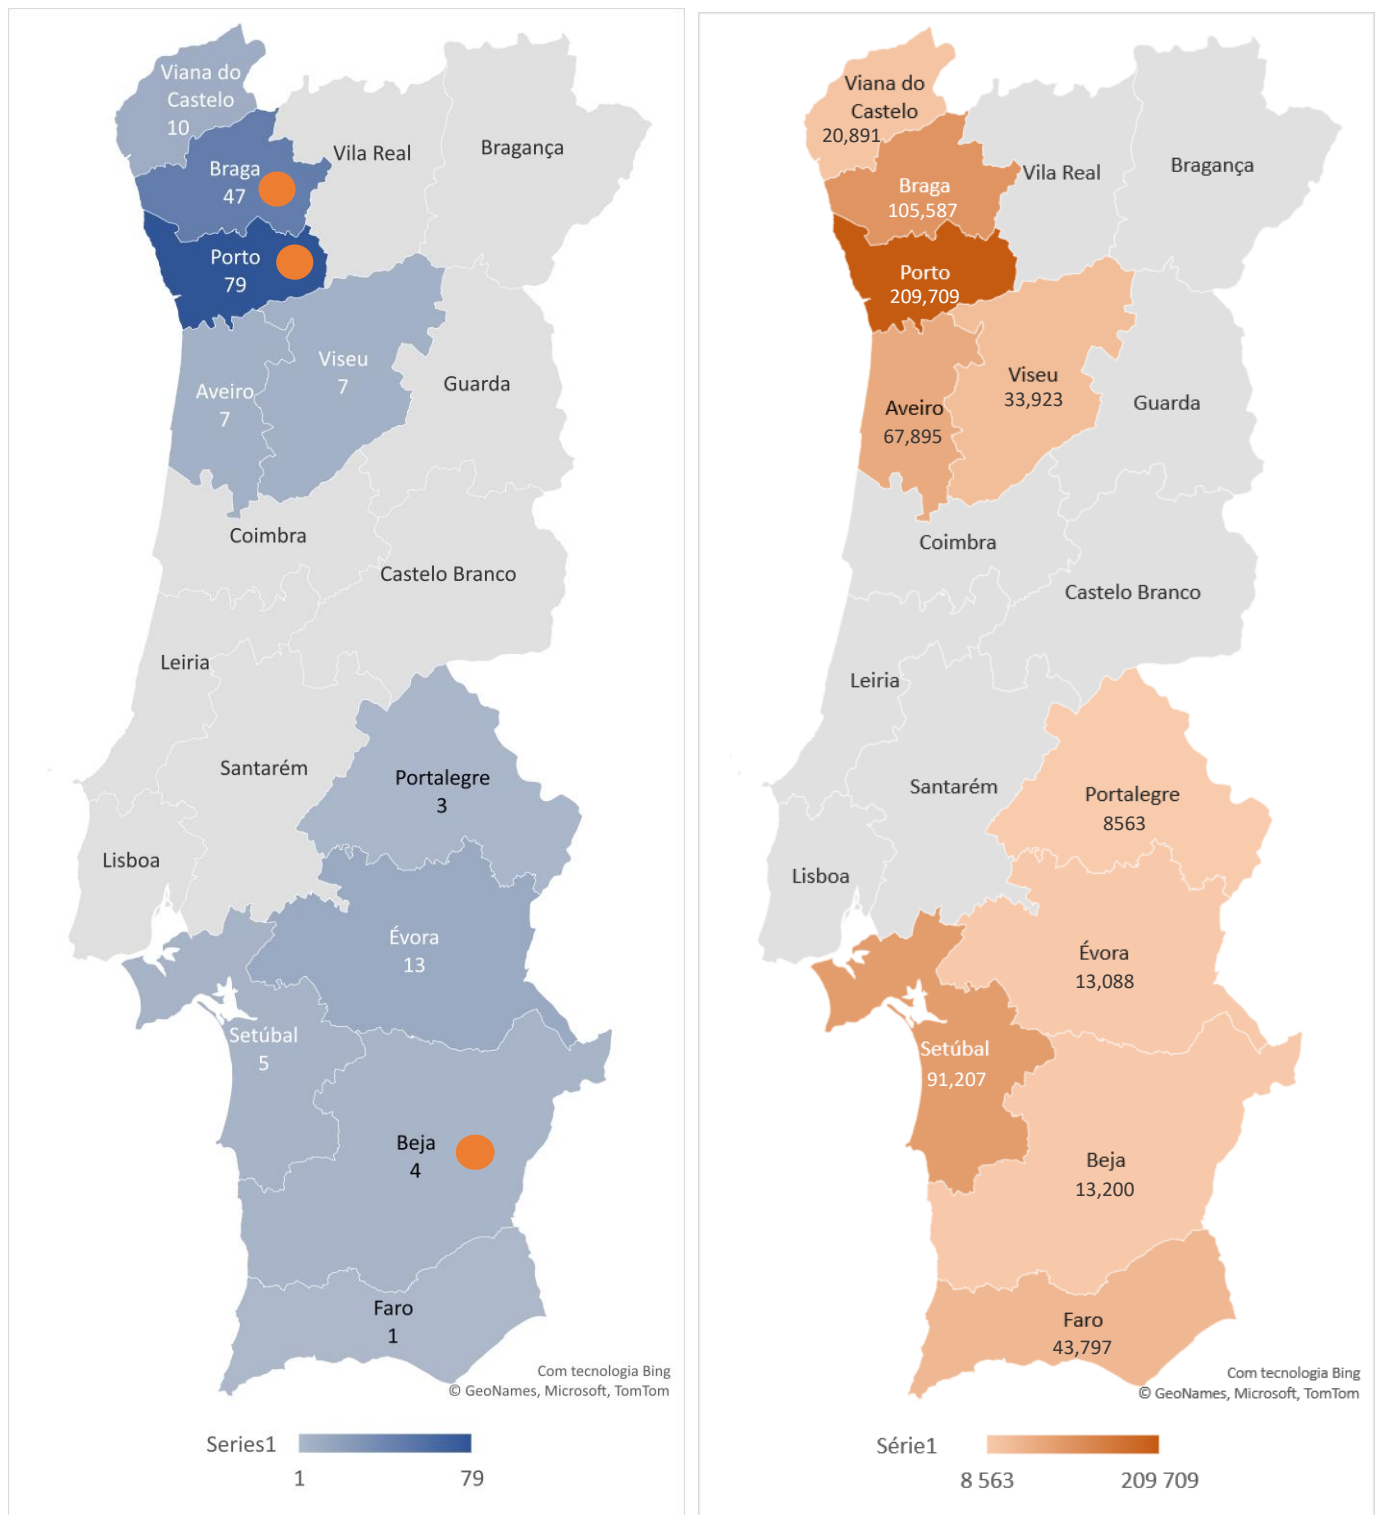 Viana do
Castelo
10
Braga
47
Vila Real
Bragança
Porto
79
Viseu
7
Aveiro
7
Guarda
Coimbra
Castelo Branco
Leiria
Santarém
Portalegre
3
Lisboa
Évora
13
Setúbal
5
Beja
4
Faro
1
Com tecnologia Bing
© GeoNames, Microsoft, TomTom
Series1
1 79
Viana do
Castelo
20,891
Braga
105,587
Vila Real
Bragança
Porto
209,709
Viseu
33,923
Aveiro
67,895
Guarda
Coimbra
Castelo Branco
Leiria
Santarém
Portalegre
8563
Lisboa
Évora
13,088
Setúbal
91,207
Beja
13,200
Faro
43,797
Com tecnologia Bing
© GeoNames, Microsoft, TomTom
Série1
8 563 209 709